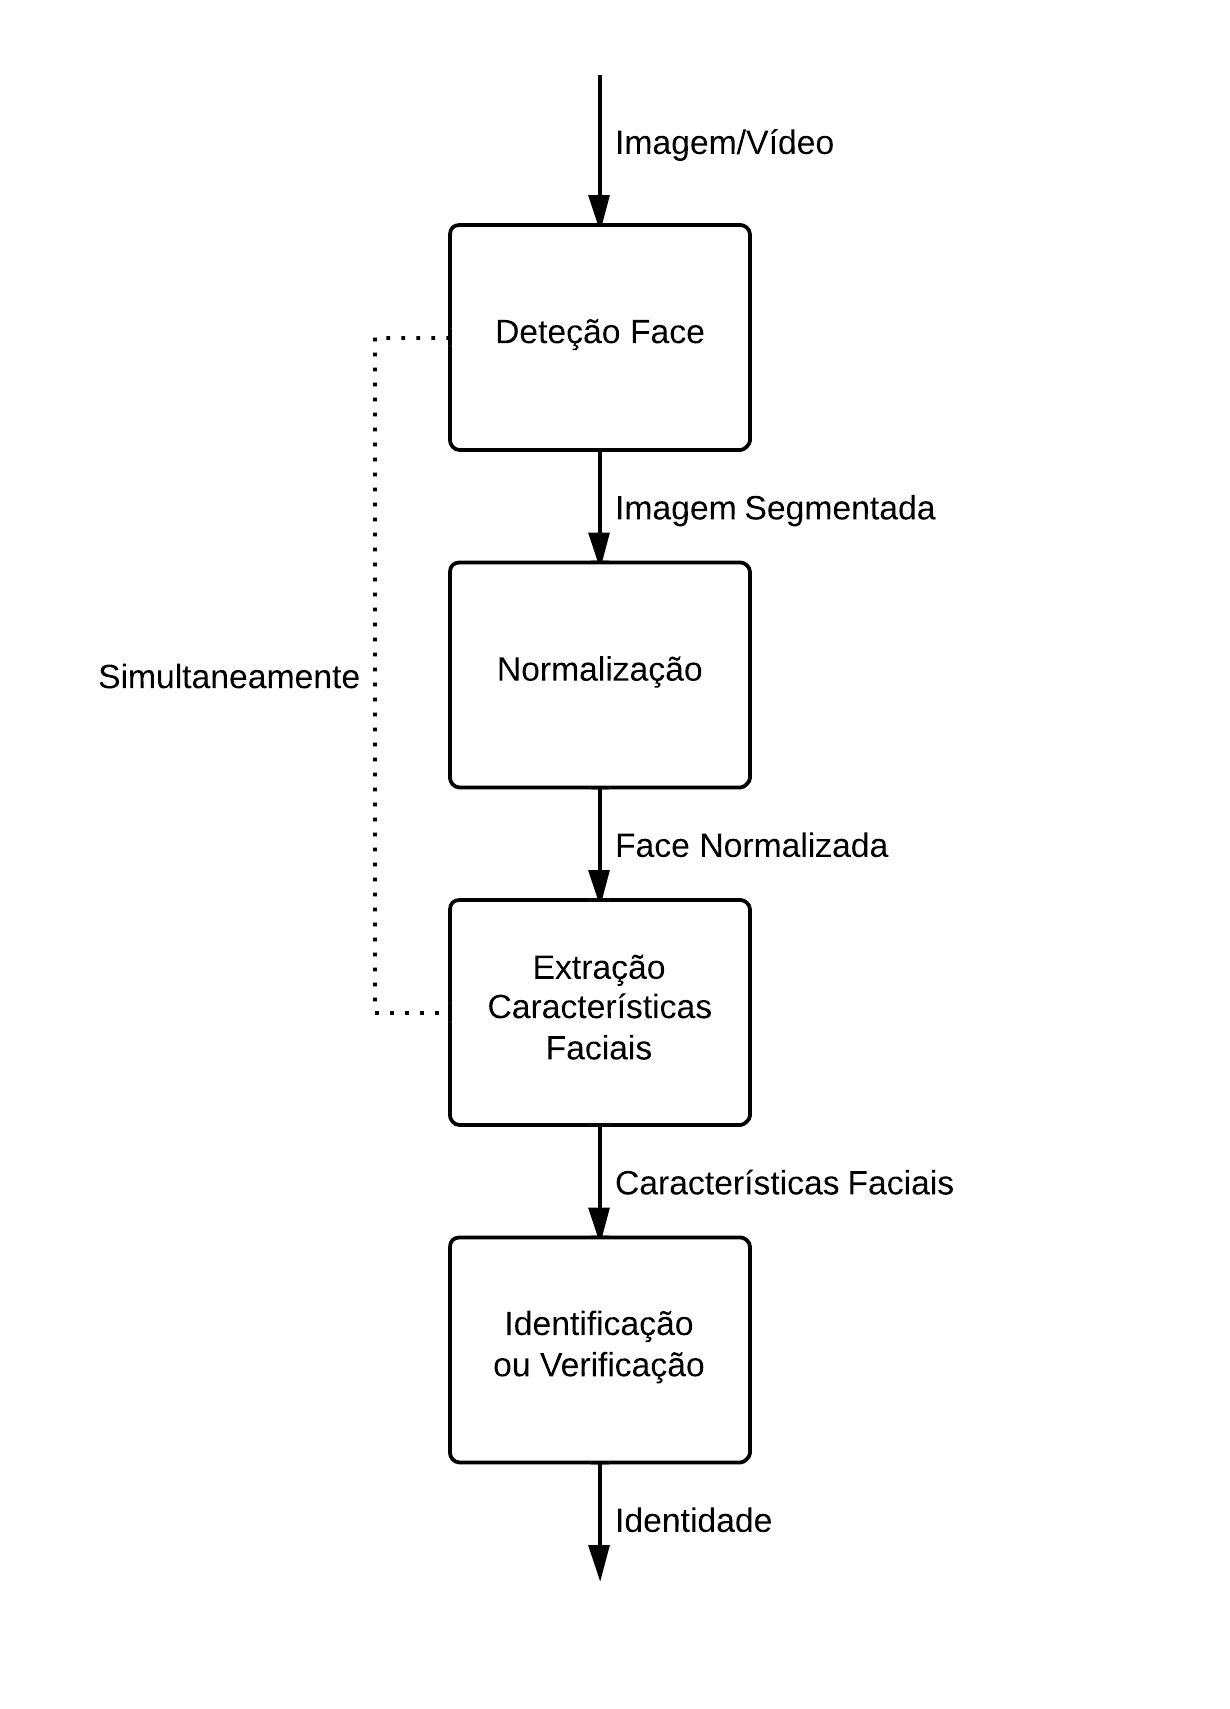 Imagem/Vídeo
Deteção Face
Imagem Segmentada
Simultaneamente
Normalização
Face Normalizada
Extração
Características
Faciais
Características Faciais
Identificação
ou Verificação
Identidade